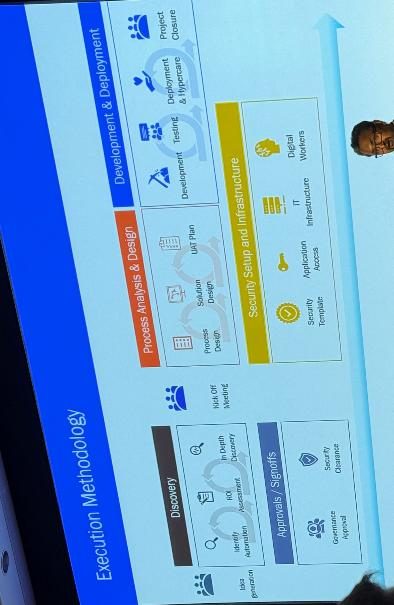 Execution Methodology
Idea
generation
Discovery
Identify
Automation
ROI
Assessment
In Depth
Discovery
Approvals / Signoffs
Governance
Approval
Security
Clearance
Kick Off
Meeting
Process Analysis & Design
Process
Design
Solution
Design
UAT Plan
Development & Deployment
Development
Testing
Deployment
& Hypercare
Project
Closure
Security Setup and Infrastructure
Security
Template
Application
Access
IT
Infrastructure
Digital
Workers